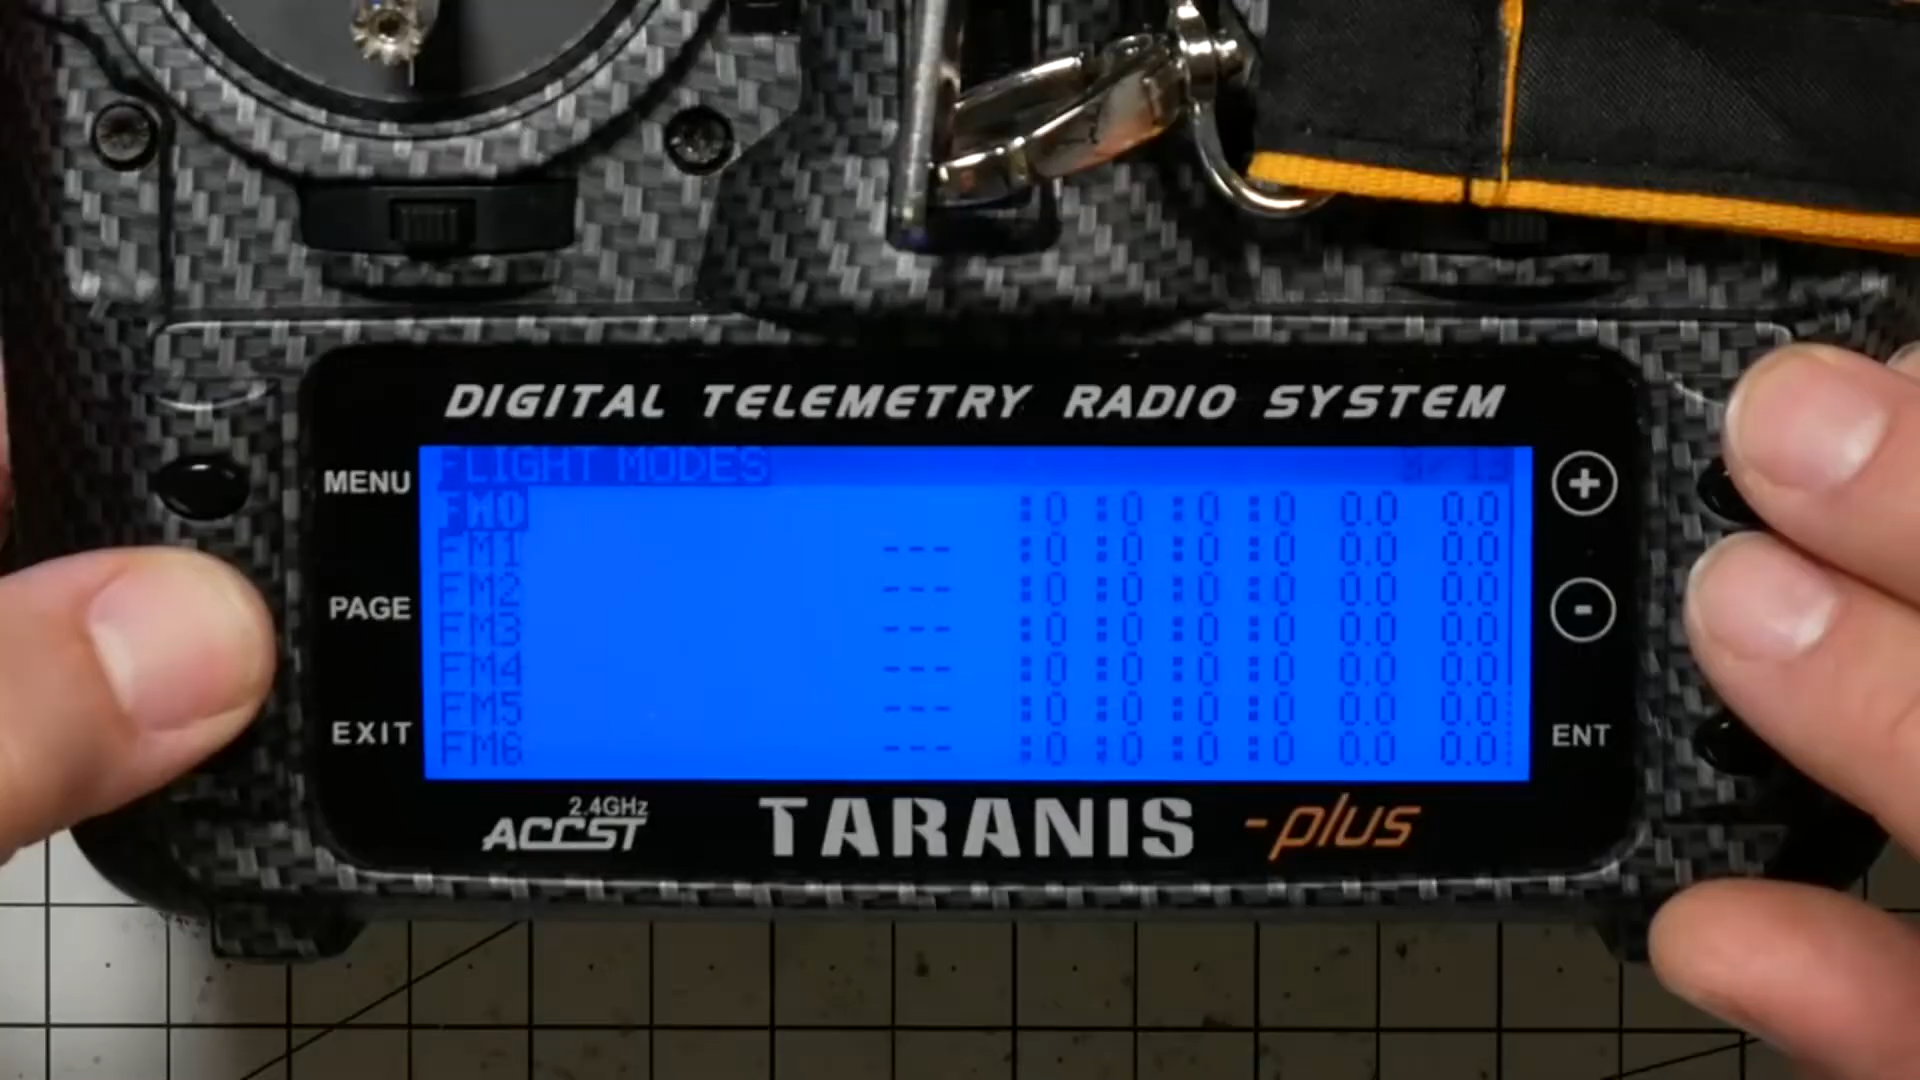 DIGITAL TELEMETRY RADIO SYSTEM
FLIGHT MODES
FM0 :0 :0 :0 :0 0.0 0.0
FM1 --- :0 :0 :0 :0 0.0 0.0
FM2 --- :0 :0 :0 :0 0.0 0.0
FM3 --- :0 :0 :0 :0 0.0 0.0
FM4 --- :0 :0 :0 :0 0.0 0.0
FM5 --- :0 :0 :0 :0 0.0 0.0
FM6 --- :0 :0 :0 :0 0.0 0.0
MENU
PAGE
EXIT
+
-
ENT
2.4GHz
ACCST
TARANIS -plus